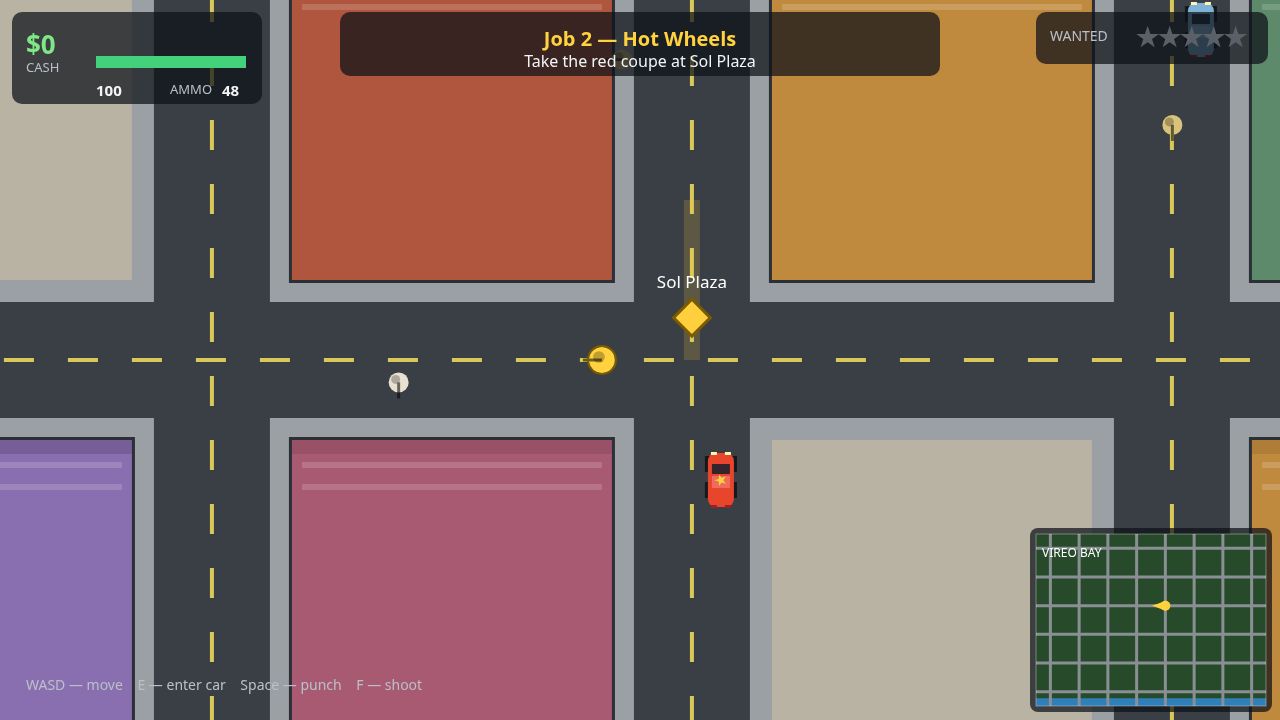 $0
CASH
100 AMMO 48
Job 2 — Hot Wheels
Take the red coupe at Sol Plaza
WANTED ★★★★★
Sol Plaza
VIREO BAY
WASD — move E — enter car Space — punch F — shoot